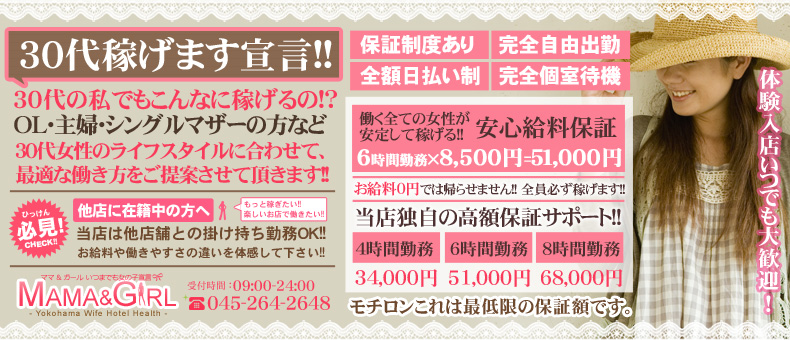 30代稼げます宣言!!
30代の私でもこんなに稼げるの!?
OL・主婦・シングルマザーの方など
30代女性のライフスタイルに合わせて、
最適な働き方をご提案させて頂きます!!
ひっけん
必見!
CHECK!!
他店に在籍中の方へ
もっと稼ぎたい!!
楽しいお店で働きたい!!
当店は他店舗との掛け持ち勤務OK!!
お給料や働きやすさの違いを体感して下さい!!
ママ & ガール いつまでも女の子宣言
MAMA&GIRL
- Yokohama Wife Hotel Health -
受付時間：09:00-24:00
☎045-264-2648
保証制度あり
完全自由出勤
全額日払い制
完全個室待機
働く全ての女性が
安定して稼げる!!
安心給料保証
6時間勤務×8,500円=51,000円
お給料0円では帰らせません!! 全員必ず稼げます!!
当店独自の高額保証サポート!!
4時間勤務
6時間勤務
8時間勤務
34,000円
51,000円
68,000円
モチロンこれは最低限の保証額です。
体験入店いつでも大歓迎！